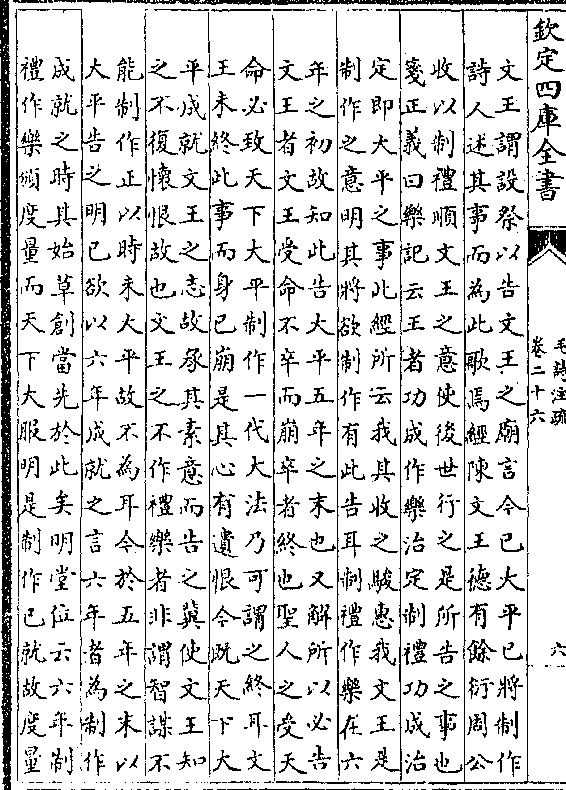 欽定四庫全書
毛詩注疏
卷二十六
六
文王謂設祭以告文王之廟言今已大平已將制作
詩人述其事而為此歌焉經陳文王德有餘衍周公
收以制禮順文王之意使後世行之是所告之事也
箋正義曰樂記云王者功成作樂治定制禮功成治
定即大平之事此經所云我其收之駿惠我文王是
制作之意明其將欲制作有此告耳制禮作樂在六
年之初故知此告大平五年之末也又解所以必告
文王者文王受命不卒而崩卒者終也聖人之受天
命必致天下大平制作一代大法乃可謂之終耳文
王未終此事而身已崩是其心有遺恨今既天下大
平成就文王之志故承其素意而告之冀使文王知
之不復懷恨故也文王之不作禮樂者非謂智謀不
能制作正以時未大平故不為耳今於五年之末以
大平告之明已欲以六年成就之言六年者為制作
成就之時其始草創當先於此矣明堂位云六年制
禮作樂頒度量而天下大服明是制作已就故度量